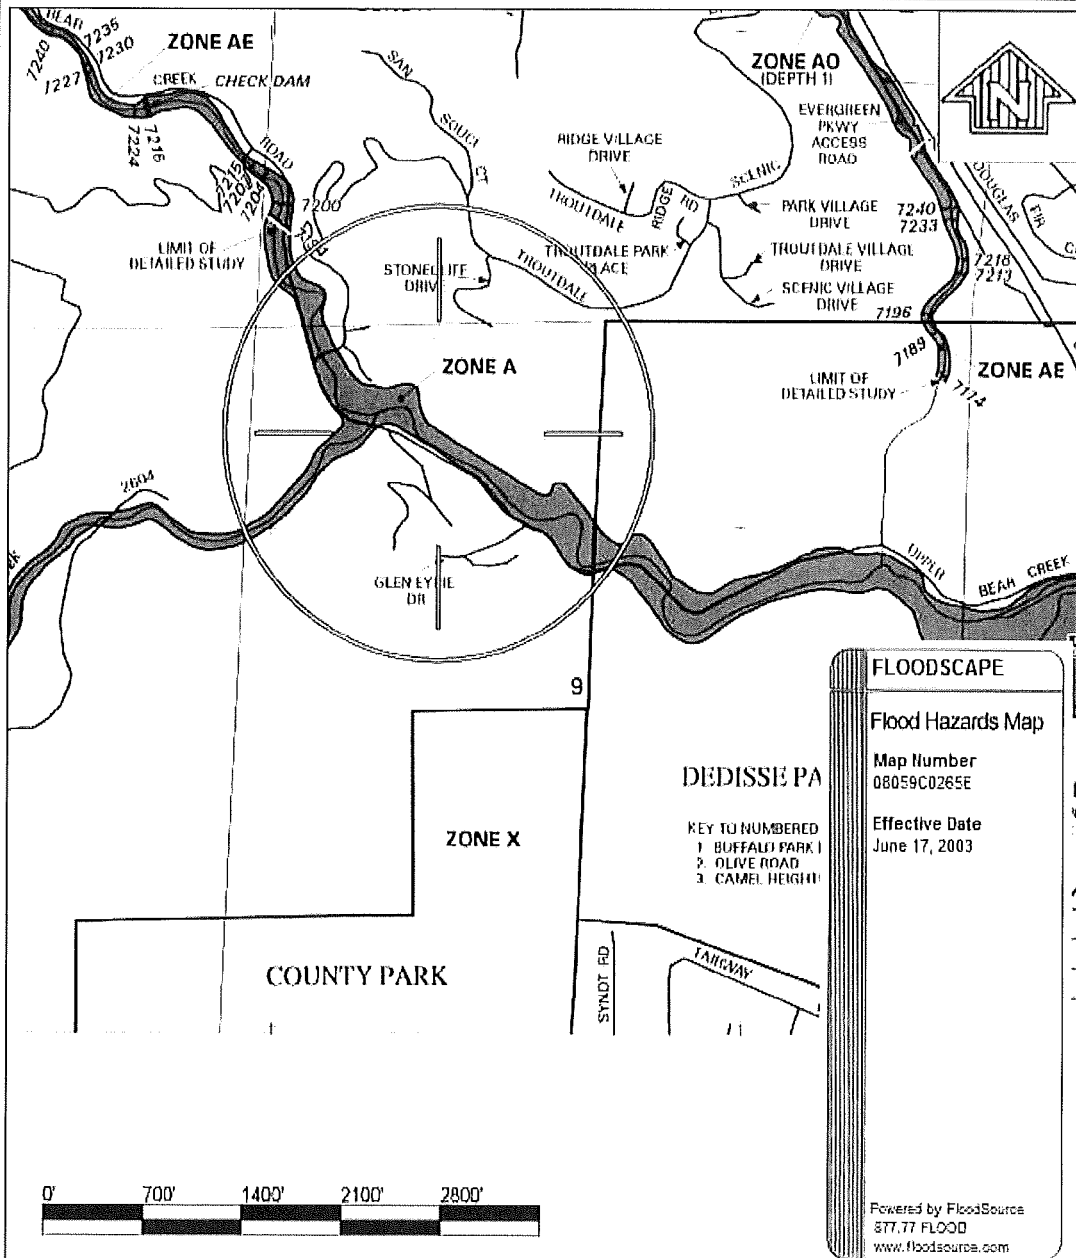 BEAR
7235
7230
7240
7227
ZONE AE
CREEK
CHECK DAM
7216
7224
ROAD
7215
7207
7204
7200
LIMIT OF
DETAILED STUDY
SAN
SOUCI
CT
STONELITE
DRIVE
ZONE AO
(DEPTH 1)
EVERGREEN
PKWY
ACCESS
ROAD
N
RIDGE VILLAGE
DRIVE
TROUTDALE
RIDGE
RD
SCENIC
PARK VILLAGE
DRIVE
TROUTDALE PARK
PLACE
TROUTDALE
TROUTDALE VILLAGE
DRIVE
SCENIC VILLAGE
DRIVE
DOUGLAS
FIR
7240
7233
7218
7213
7196
7189
7174
LIMIT OF
DETAILED STUDY
ZONE AE
ZONE A
2604
GLEN EYRIE
DR
UPPER
BEAR CREEK
9
DEDISSE PA
KEY TO NUMBERED
1 BUFFALO PARK
2. OLIVE ROAD
3. CAMEL HEIGHT
ZONE X
COUNTY PARK
SYNDT RD
TANGWAY
FLOODSCAPE
Flood Hazards Map
Map Number
08059C0265E
Effective Date
June 17, 2003
Powered by FloodSource
877.77 FLOOD
www.floodsource.com
0' 700' 1400' 2100' 2800'